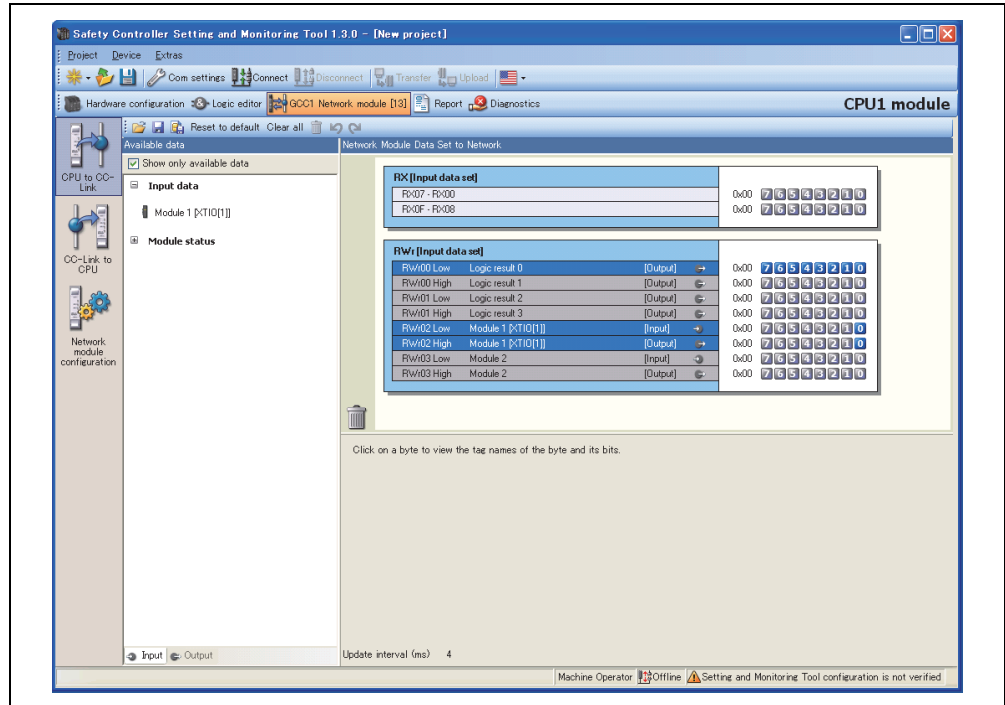 Safety Controller Setting and Monitoring Tool 1.3.0 - [New project]
Project Device Extras
Com settings Connect Disconnect Transfer Upload
Hardware configuration Logic editor GCC1 Network module [13] Report Diagnostics CPU1 module
Reset to default Clear all
CPU to CC-Link
CC-Link to CPU
Network module configuration
Available data
Show only available data
Input data
Module 1 [XTIO[1]]
Module status
Input Output
Network Module Data Set to Network
RX [Input data set]
RX07 - RX00 0x00 7 6 5 4 3 2 1 0
RX0F - RX08 0x00 7 6 5 4 3 2 1 0
RWr [Input data set]
RWr00 Low Logic result 0 [Output] 0x00 7 6 5 4 3 2 1 0
RWr00 High Logic result 1 [Output] 0x00 7 6 5 4 3 2 1 0
RWr01 Low Logic result 2 [Output] 0x00 7 6 5 4 3 2 1 0
RWr01 High Logic result 3 [Output] 0x00 7 6 5 4 3 2 1 0
RWr02 Low Module 1 [XTIO[1]] [Input] 0x00 7 6 5 4 3 2 1 0
RWr02 High Module 1 [XTIO[1]] [Output] 0x00 7 6 5 4 3 2 1 0
RWr03 Low Module 2 [Input] 0x00 7 6 5 4 3 2 1 0
RWr03 High Module 2 [Output] 0x00 7 6 5 4 3 2 1 0
Click on a byte to view the tag names of the byte and its bits.
Update interval (ms) 4
Machine Operator Offline Setting and Monitoring Tool configuration is not verified